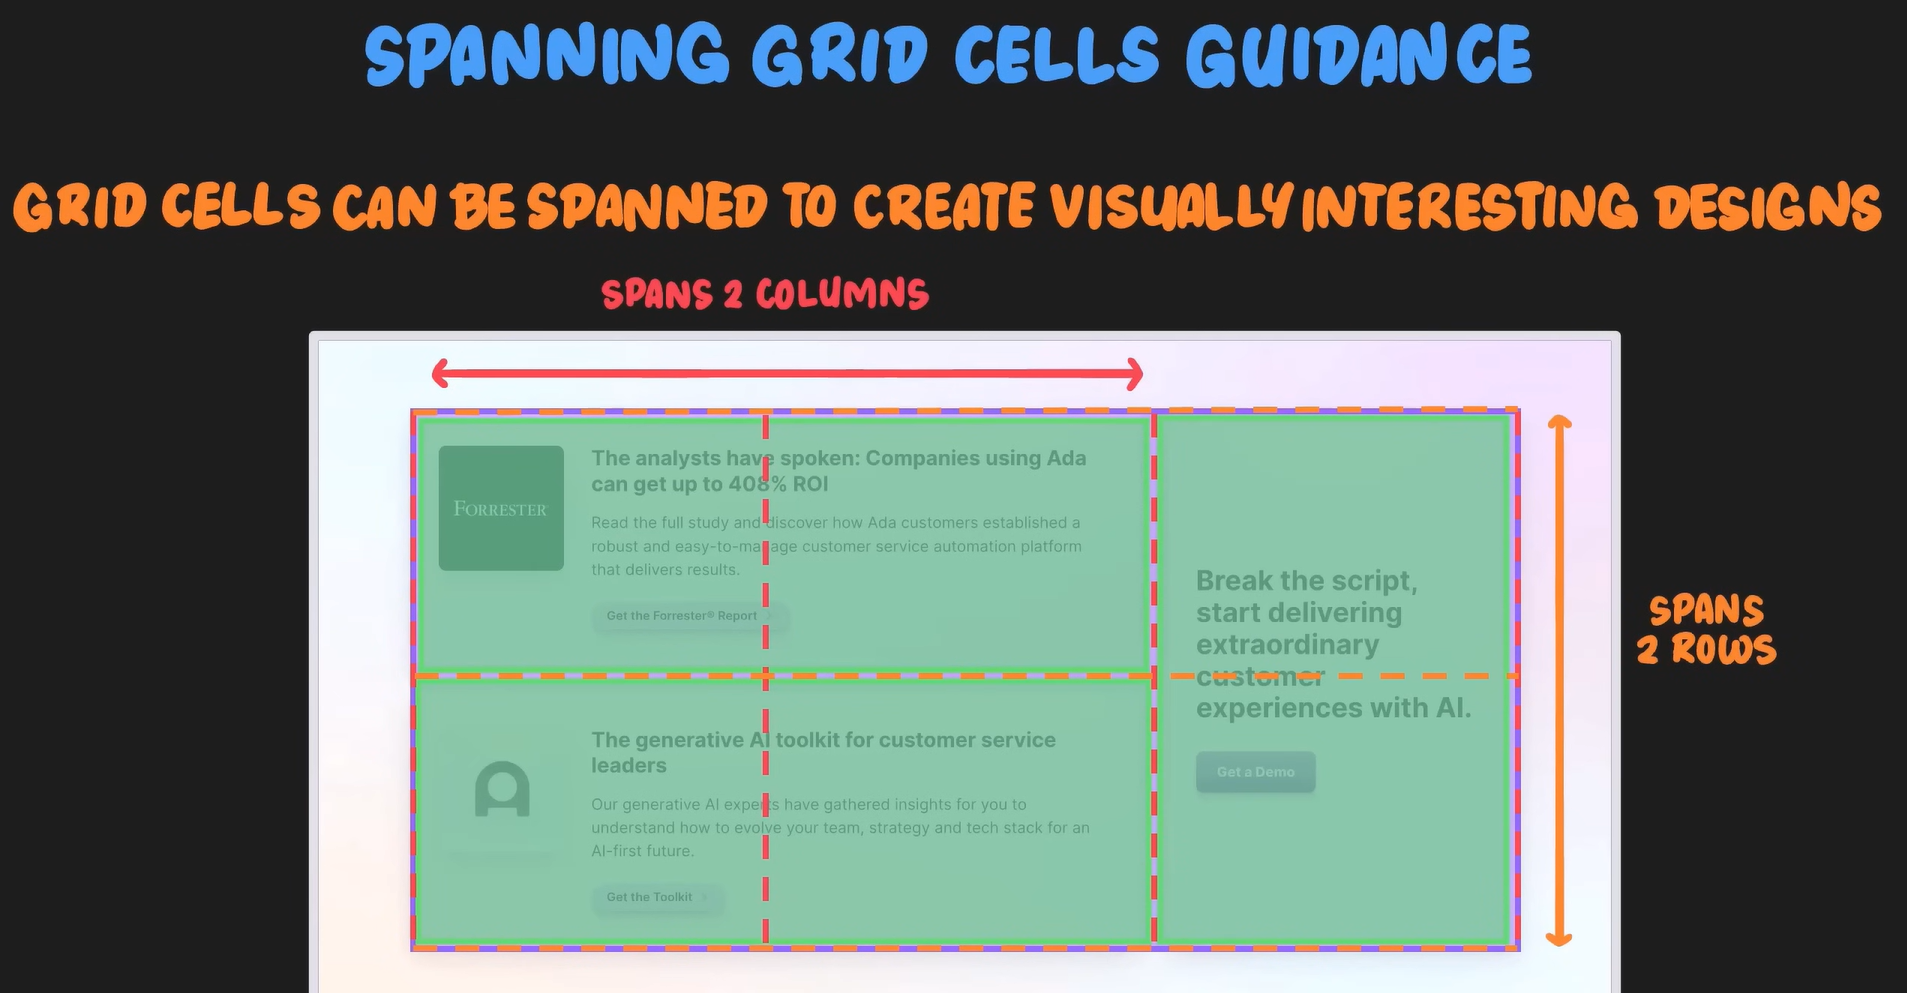 SPANNING GRID CELLS GUIDANCE
GRID CELLS CAN BE SPANNED TO CREATE VISUALLY INTERESTING DESIGNS
SPANS 2 COLUMNS
FORRESTER
The analysts have spoken: Companies using Ada
can get up to 408% ROI
Read the full study and discover how Ada customers established a
robust and easy-to-manage customer service automation platform
that delivers results.
Get the Forrester® Report
The generative AI toolkit for customer service
leaders
Our generative AI experts have gathered insights for you to
understand how to evolve your team, strategy and tech stack for an
AI-first future.
Get the Toolkit
Break the script,
start delivering
extraordinary
customer
experiences with AI.
Get a Demo
SPANS
2 ROWS